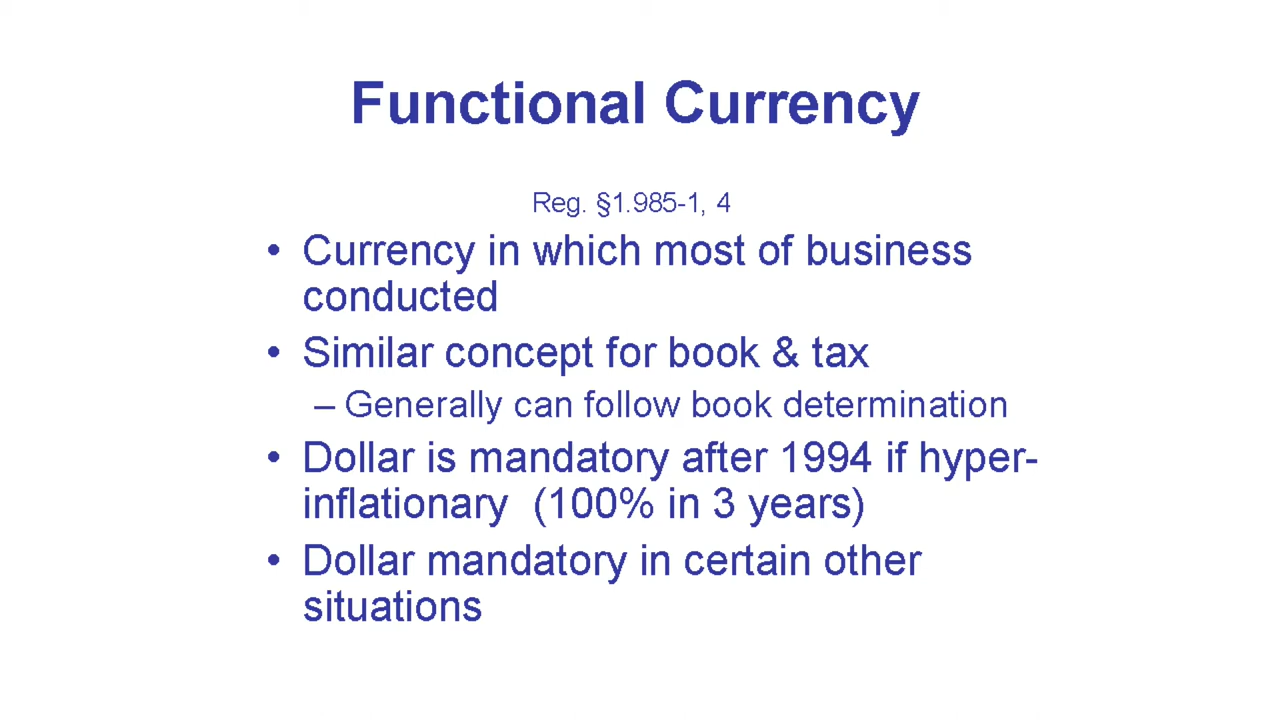 Functional Currency
Reg. §1.985-1, 4
• Currency in which most of business
conducted
• Similar concept for book & tax
– Generally can follow book determination
• Dollar is mandatory after 1994 if hyper-
inflationary  (100% in 3 years)
• Dollar mandatory in certain other
situations